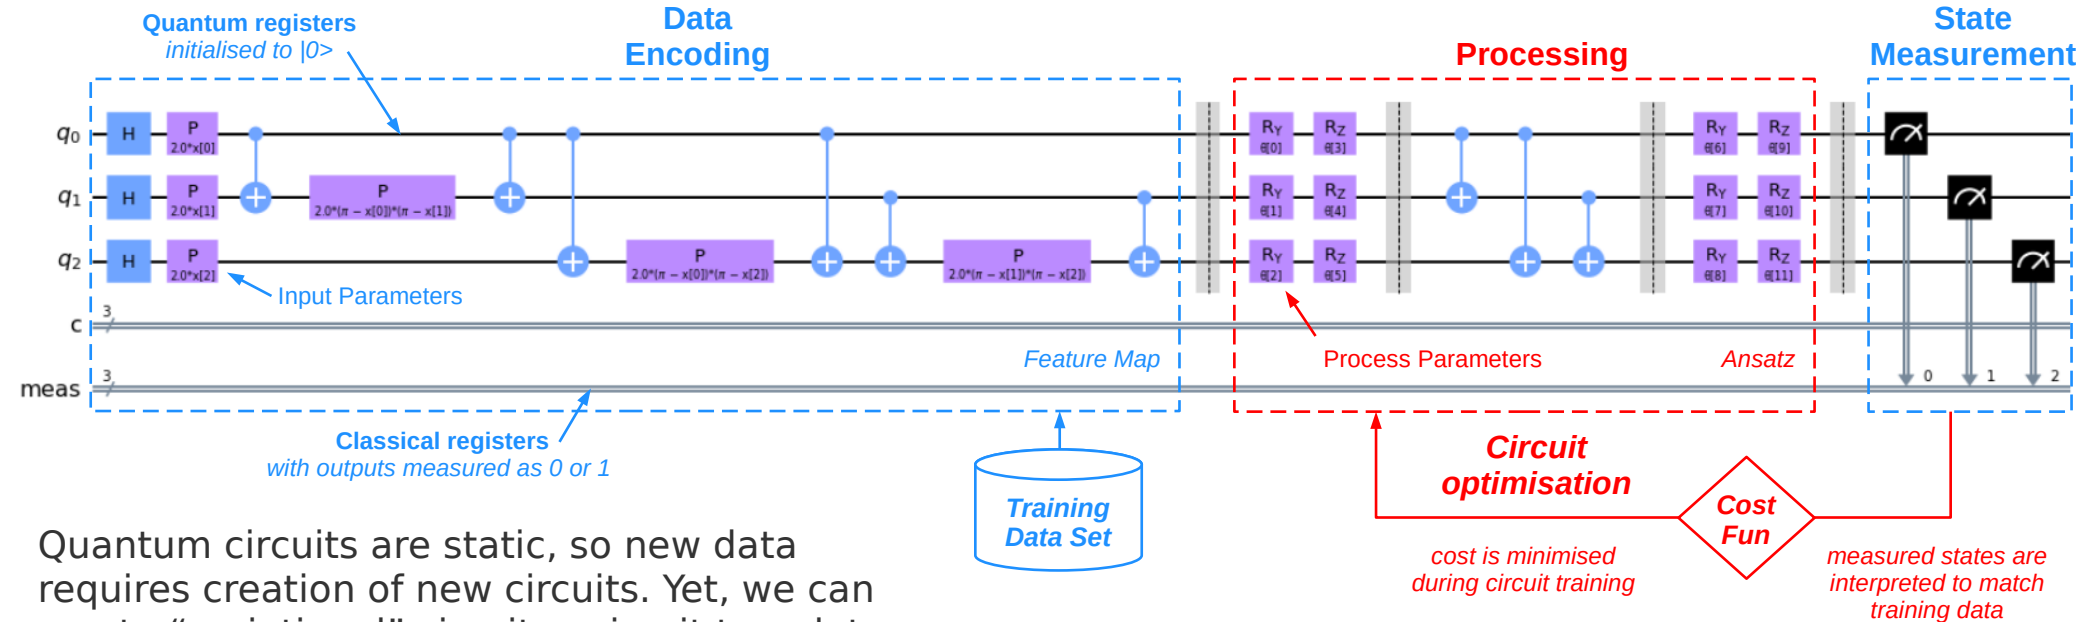 Quantum registers
initialised to |0>
Data
Encoding
Processing
State
Measurement
q0 H P 2.0*x[0] RY θ[0] RZ θ[3] RY θ[6] RZ θ[9]
q1 H P 2.0*x[1] P 2.0*(π − x[0])*(π − x[1]) RY θ[1] RZ θ[4] RY θ[7] RZ θ[10]
q2 H P 2.0*x[2] P 2.0*(π − x[0])*(π − x[2]) P 2.0*(π − x[1])*(π − x[2]) RY θ[2] RZ θ[5] RY θ[8] RZ θ[11]
Input Parameters
c 3
Feature Map
Process Parameters
Ansatz
meas 3 0 1 2
Classical registers
with outputs measured as 0 or 1
Training
Data Set
Circuit
optimisation
Cost
Fun
cost is minimised
during circuit training
measured states are
interpreted to match
training data
Quantum circuits are static, so new data
requires creation of new circuits. Yet, we can